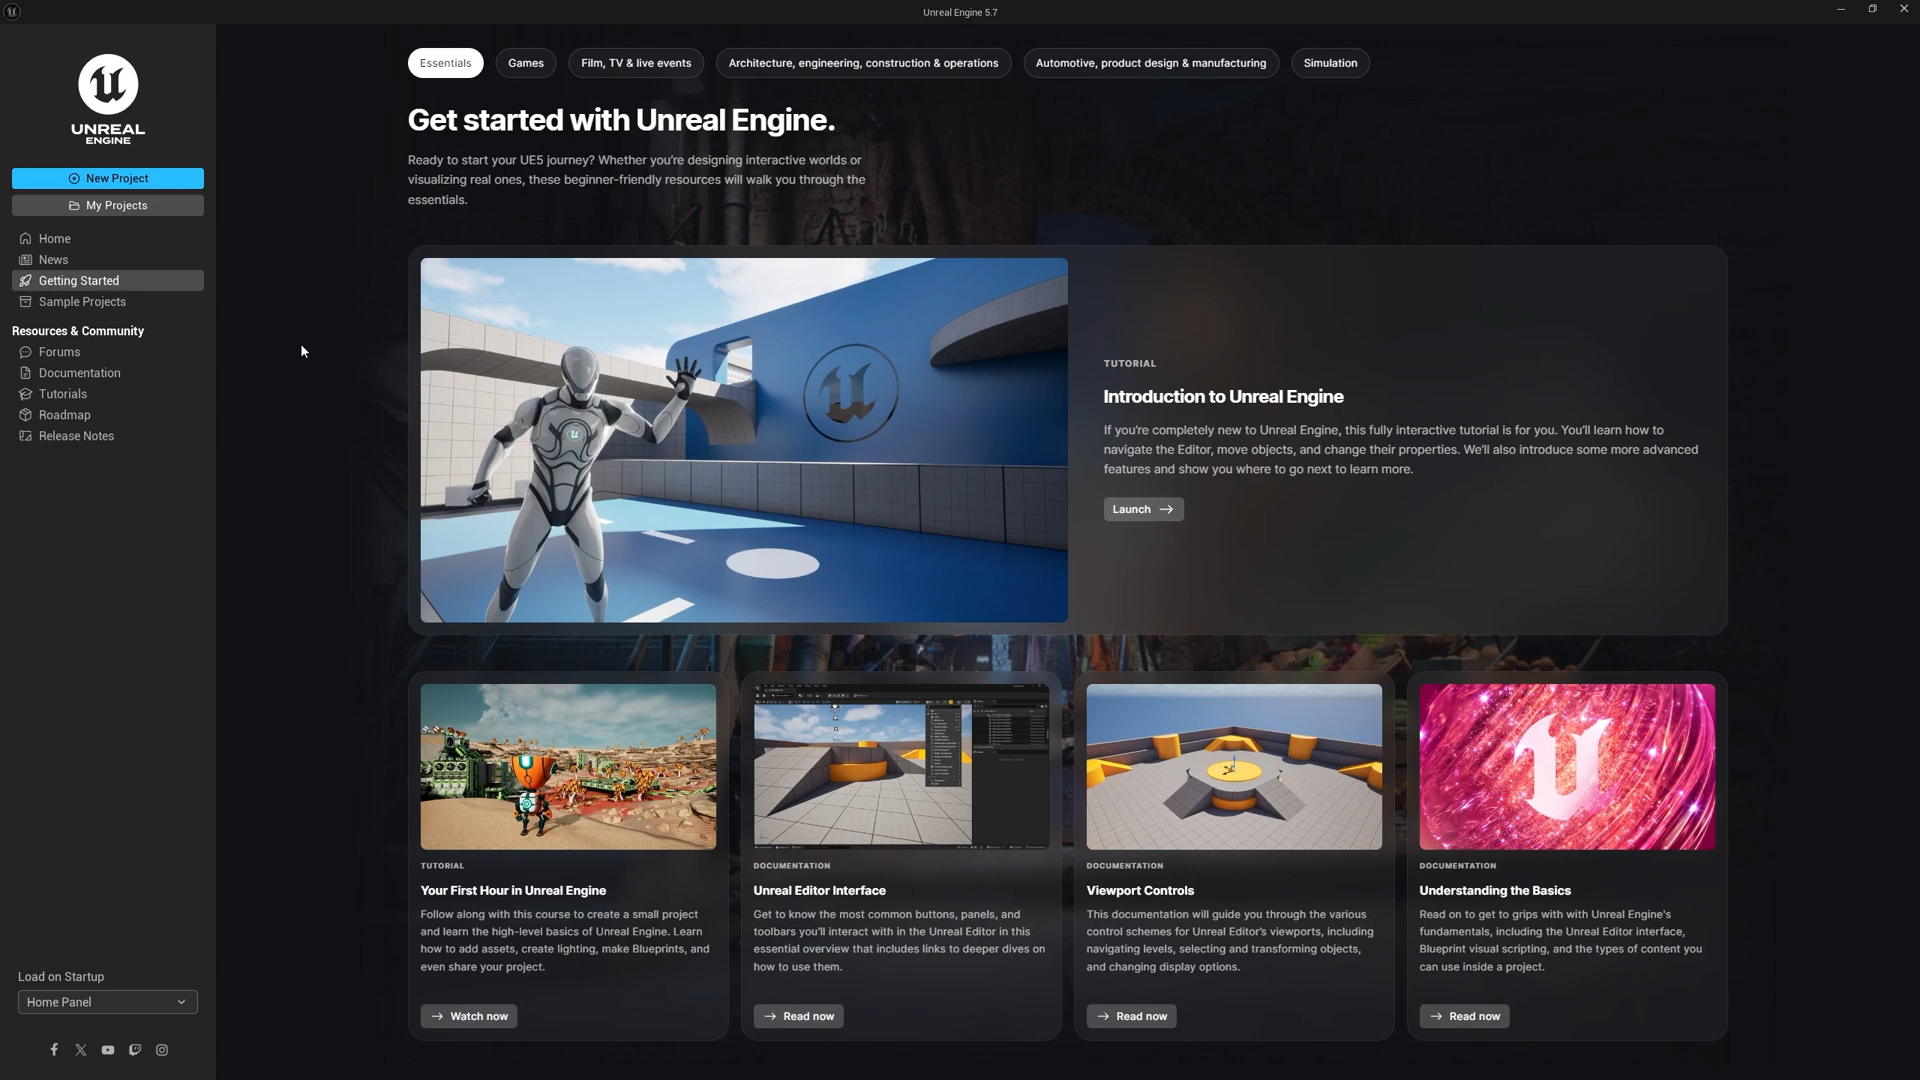 Unreal Engine 5.7
UNREAL
ENGINE
New Project
My Projects
Home
News
Getting Started
Sample Projects
Resources & Community
Forums
Documentation
Tutorials
Roadmap
Release Notes
Load on Startup
Home Panel
Essentials
Games
Film, TV & live events
Architecture, engineering, construction & operations
Automotive, product design & manufacturing
Simulation
Get started with Unreal Engine.
Ready to start your UE5 journey? Whether you're designing interactive worlds or
visualizing real ones, these beginner-friendly resources will walk you through the
essentials.
TUTORIAL
Introduction to Unreal Engine
If you're completely new to Unreal Engine, this fully interactive tutorial is for you. You'll learn how to
navigate the Editor, move objects, and change their properties. We'll also introduce some more advanced
features and show you where to go next to learn more.
Launch
TUTORIAL
Your First Hour in Unreal Engine
Follow along with this course to create a small project
and learn the high-level basics of Unreal Engine. Learn
how to add assets, create lighting, make Blueprints, and
even share your project.
Watch now
DOCUMENTATION
Unreal Editor Interface
Get to know the most common buttons, panels, and
toolbars you'll interact with in the Unreal Editor in this
essential overview that includes links to deeper dives on
how to use them.
Read now
DOCUMENTATION
Viewport Controls
This documentation will guide you through the various
control schemes for Unreal Editor's viewports, including
navigating levels, selecting and transforming objects,
and changing display options.
Read now
DOCUMENTATION
Understanding the Basics
Read on to get to grips with with Unreal Engine's
fundamentals, including the Unreal Editor interface,
Blueprint visual scripting, and the types of content you
can use inside a project.
Read now